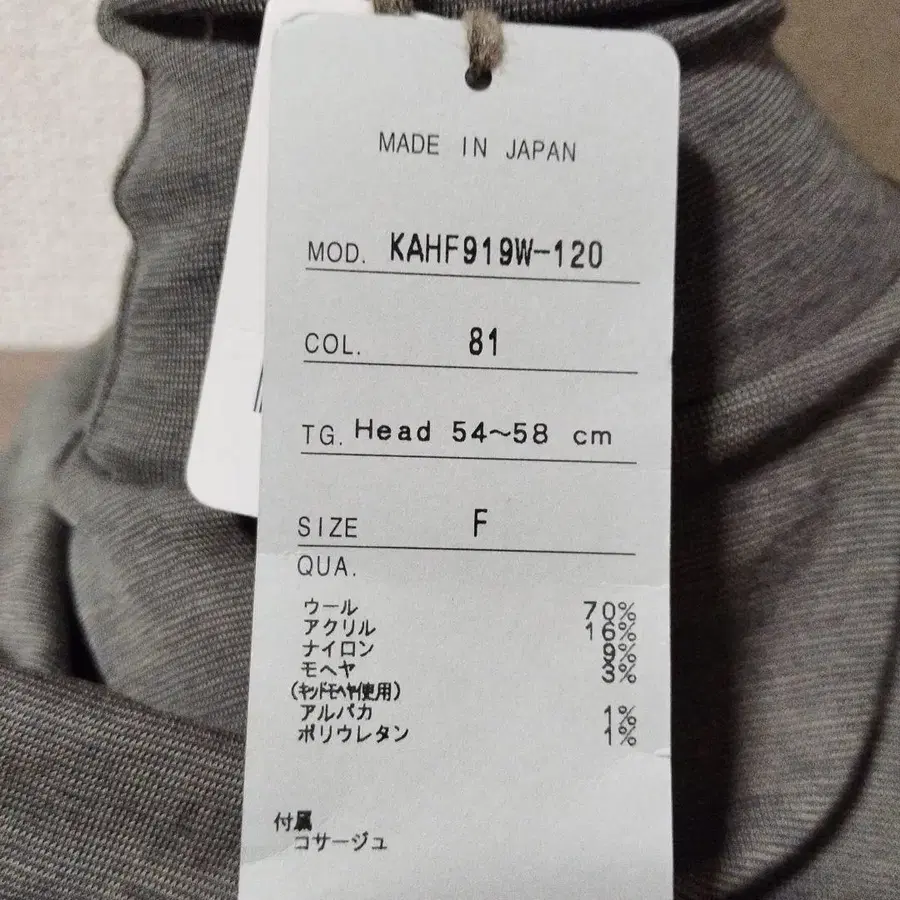 MADE IN JAPAN
MOD. KAHF919W-120
COL. 81
TG. Head 54~58 cm
SIZE F
QUA.
ウール 70%
アクリル 16%
ナイロン 9%
モヘヤ 3%
(キッドモヘヤ使用)
アルパカ 1%
ポリウレタン 1%
付属
コサージュ